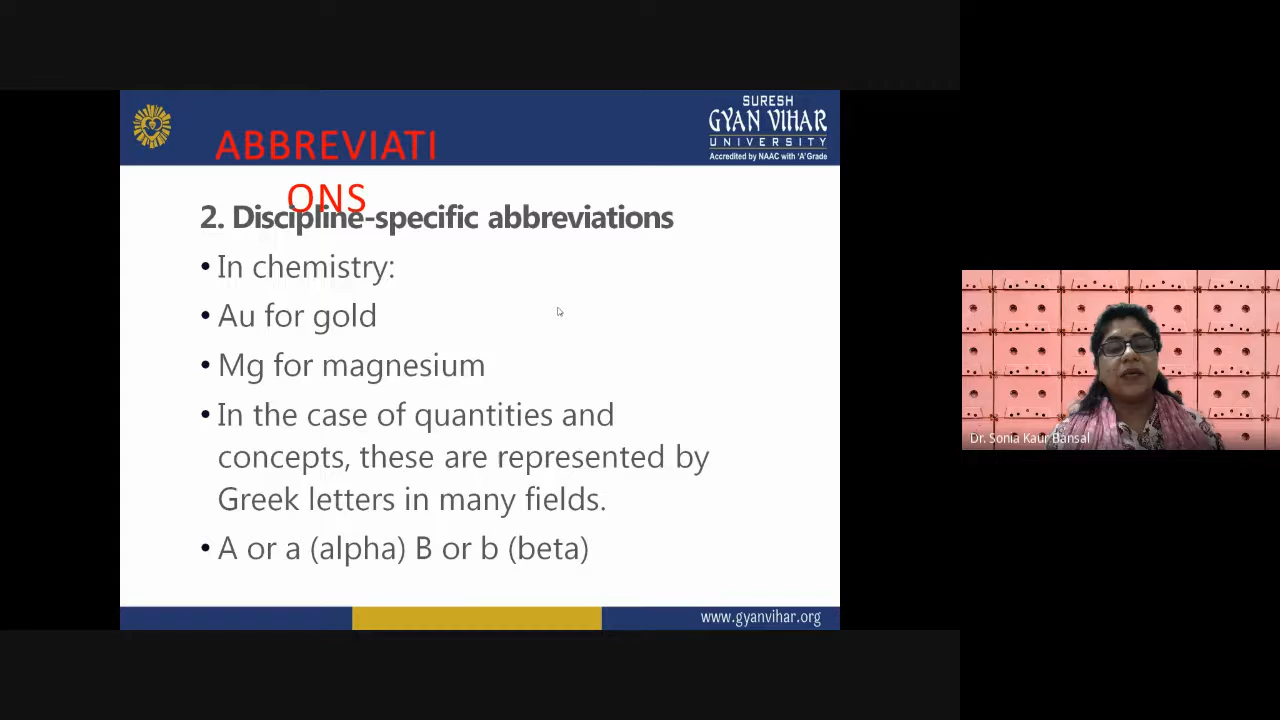 SURESH
GYAN VIHAR
UNIVERSITY
Accredited by NAAC with 'A' Grade
ABBREVIATI
ONS
2. Discipline-specific abbreviations
• In chemistry:
• Au for gold
• Mg for magnesium
• In the case of quantities and
concepts, these are represented by
Greek letters in many fields.
• A or a (alpha) B or b (beta)
www.gyanvihar.org
Dr. Sonia Kaur Bansal